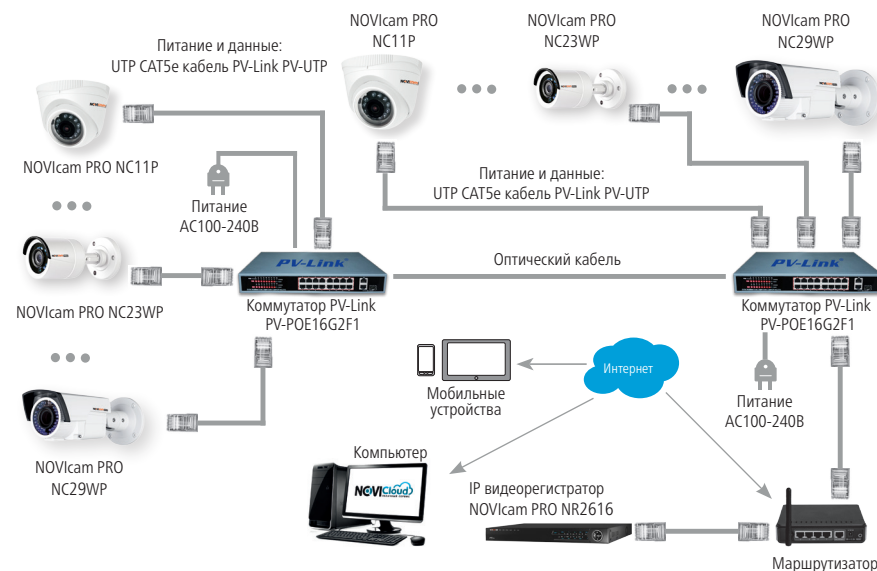 NOVIcam PRO
NC11P
NOVIcam PRO
NC23WP
NOVIcam PRO
NC29WP
Питание и данные:
UTP CAT5e кабель PV-Link PV-UTP
NOVIcam PRO NC11P
Питание
AC100-240В
Питание и данные:
UTP CAT5e кабель PV-Link PV-UTP
NOVIcam PRO NC23WP
PV-Link
Оптический кабель
PV-Link
Коммутатор PV-Link
PV-POE16G2F1
Коммутатор PV-Link
PV-POE16G2F1
Интернет
Мобильные
устройства
Питание
AC100-240В
NOVIcam PRO
NC29WP
Компьютер
NOVICloud
IP видеорегистратор
NOVIcam PRO NR2616
Маршрутизатор